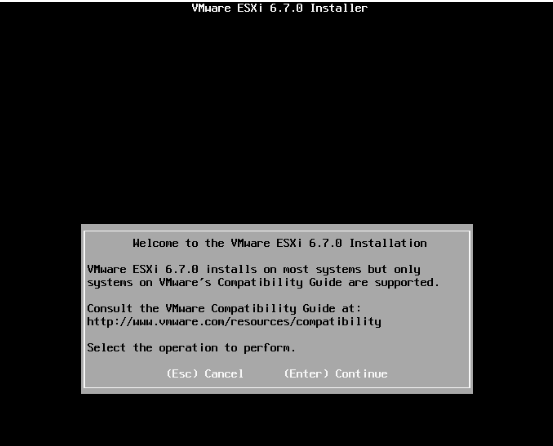 VMware ESXi 6.7.0 Installer
Welcome to the VMware ESXi 6.7.0 Installation
VMware ESXi 6.7.0 installs on most systems but only
systems on VMware's Compatibility Guide are supported.
Consult the VMware Compatibility Guide at:
http://www.vmware.com/resources/compatibility
Select the operation to perform.
(Esc) Cancel (Enter) Continue